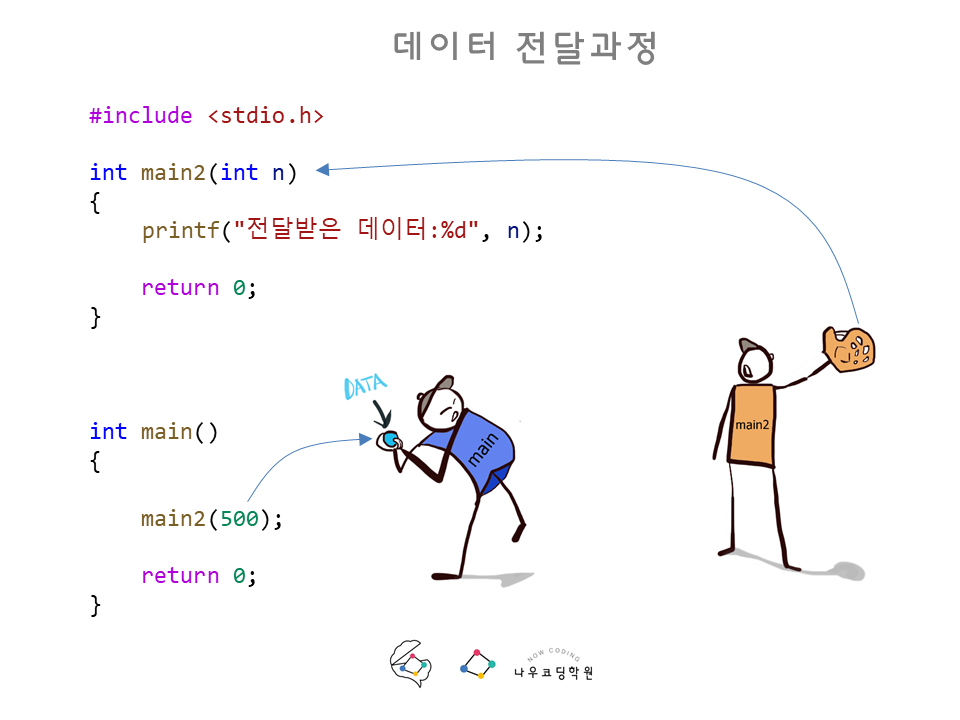 데이터 전달과정
#include <stdio.h>
int main2(int n)
{
printf("전달받은 데이터:%d", n);
return 0;
}
DATA
main
main2
int main()
{
main2(500);
return 0;
}
NOW CODING
나우코딩학원